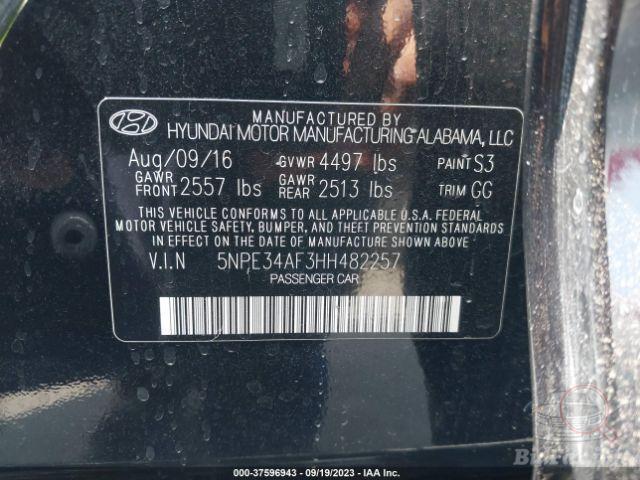 MANUFACTURED BY
HYUNDAI MOTOR MANUFACTURING ALABAMA, LLC
Aug/09/16 GVWR 4497 lbs PAINT S3
GAWR FRONT 2557 lbs GAWR REAR 2513 lbs TRIM GG
THIS VEHICLE CONFORMS TO ALL APPLICABLE U.S.A. FEDERAL
MOTOR VEHICLE SAFETY, BUMPER, AND THEFT PREVENTION STANDARDS
IN EFFECT ON THE DATE OF MANUFACTURE SHOWN ABOVE
V.I.N 5NPE34AF3HH482257
PASSENGER CAR
000-37596943 - 09/19/2023 - IAA Inc.